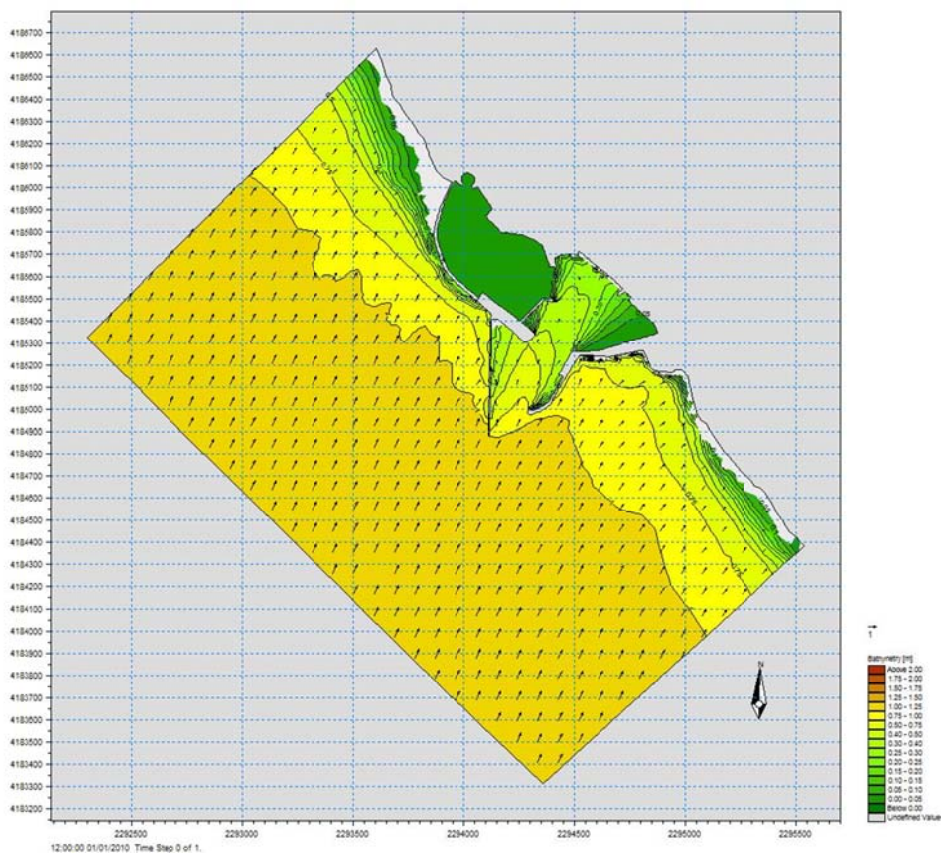 4186700
4186600
4186500
4186400
4186300
4186200
4186100
4186000
4185900
4185800
4185700
4185600
4185500
4185400
4185300
4185200
4185100
4185000
4184900
4184800
4184700
4184600
4184500
4184400
4184300
4184200
4184100
4184000
4183900
4183800
4183700
4183600
4183500
4183400
4183300
4183200
2292500 2293000 2293500 2294000 2294500 2295000 2295500
12:00:00 01/01/2010 Time Step 0 of 1.
N
1
Bathymetry [m]
Above 2.00
1.75 - 2.00
1.50 - 1.75
1.25 - 1.50
1.00 - 1.25
0.75 - 1.00
0.50 - 0.75
0.40 - 0.50
0.30 - 0.40
0.25 - 0.30
0.20 - 0.25
0.15 - 0.20
0.10 - 0.15
0.05 - 0.10
0.00 - 0.05
Below 0.00
Undefined Value